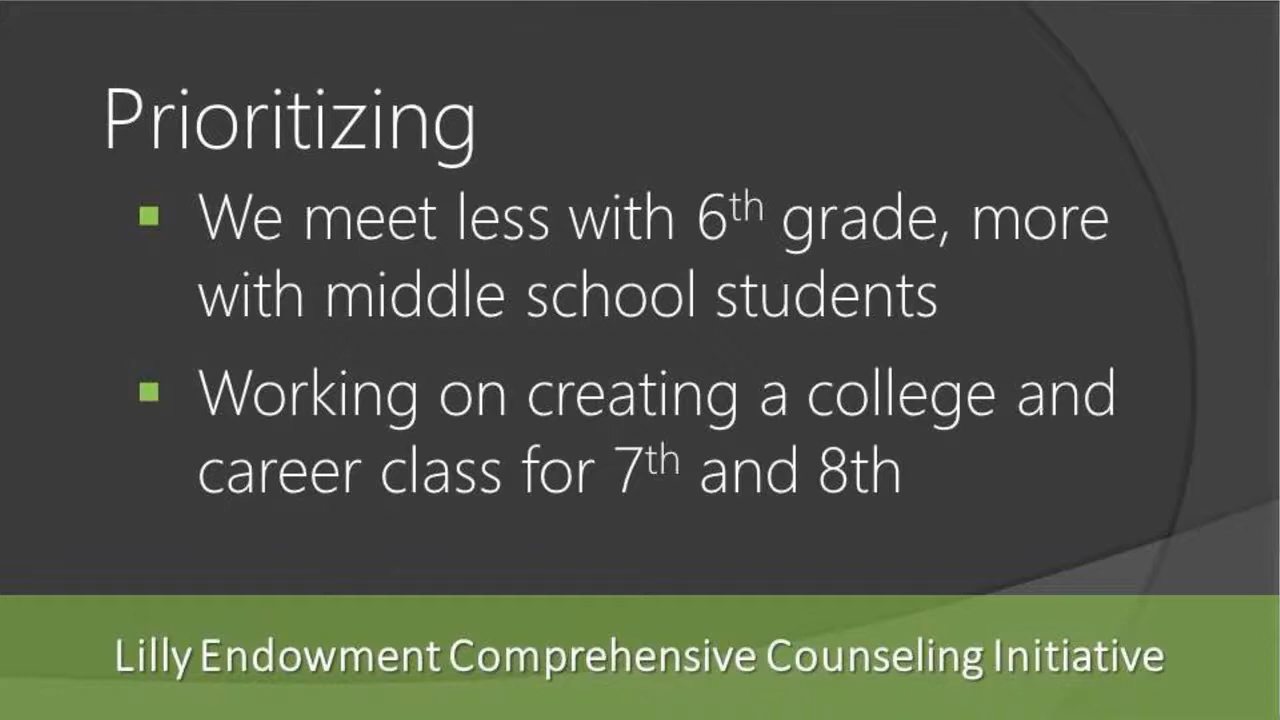 Prioritizing
We meet less with 6th grade, more
with middle school students
Working on creating a college and
career class for 7th and 8th
Lilly Endowment Comprehensive Counseling Initiative